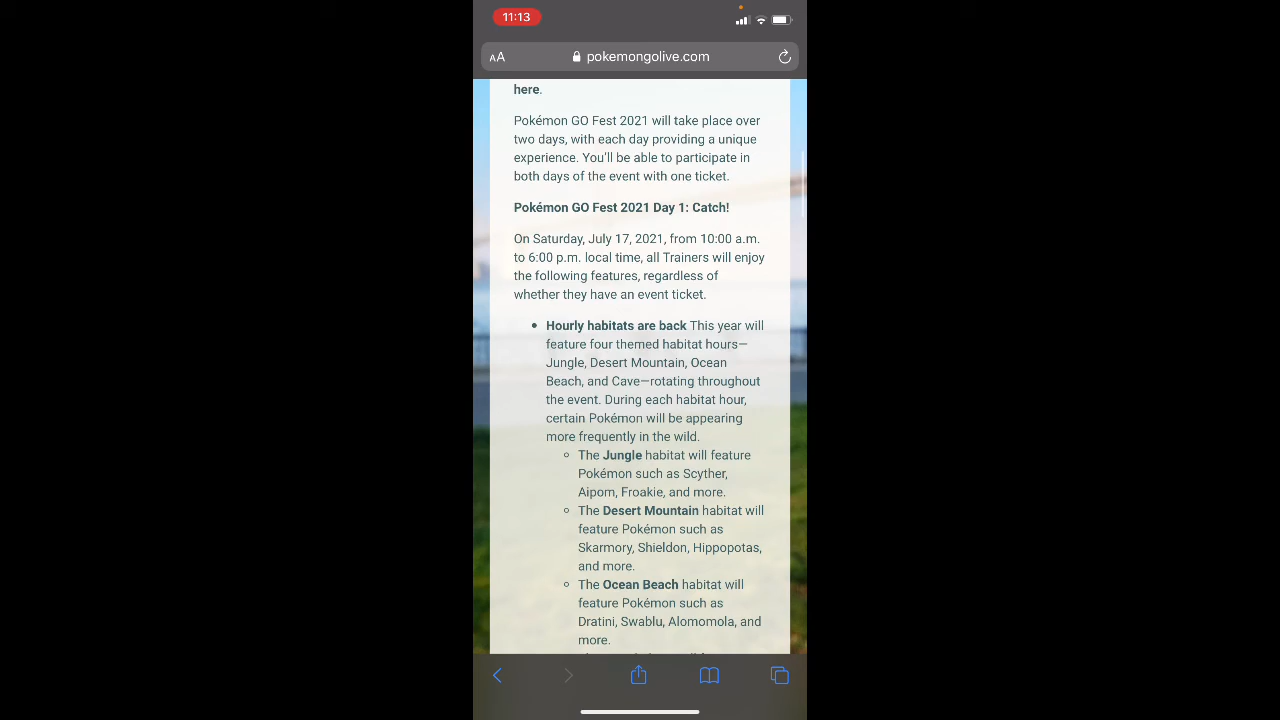 11:13
AA
pokemongolive.com
here.
Pokémon GO Fest 2021 will take place over
two days, with each day providing a unique
experience. You'll be able to participate in
both days of the event with one ticket.
Pokémon GO Fest 2021 Day 1: Catch!
On Saturday, July 17, 2021, from 10:00 a.m.
to 6:00 p.m. local time, all Trainers will enjoy
the following features, regardless of
whether they have an event ticket.
Hourly habitats are back This year will
feature four themed habitat hours—
Jungle, Desert Mountain, Ocean
Beach, and Cave—rotating throughout
the event. During each habitat hour,
certain Pokémon will be appearing
more frequently in the wild.
The Jungle habitat will feature
Pokémon such as Scyther,
Aipom, Froakie, and more.
The Desert Mountain habitat will
feature Pokémon such as
Skarmory, Shieldon, Hippopotas,
and more.
The Ocean Beach habitat will
feature Pokémon such as
Dratini, Swablu, Alomomola, and
more.